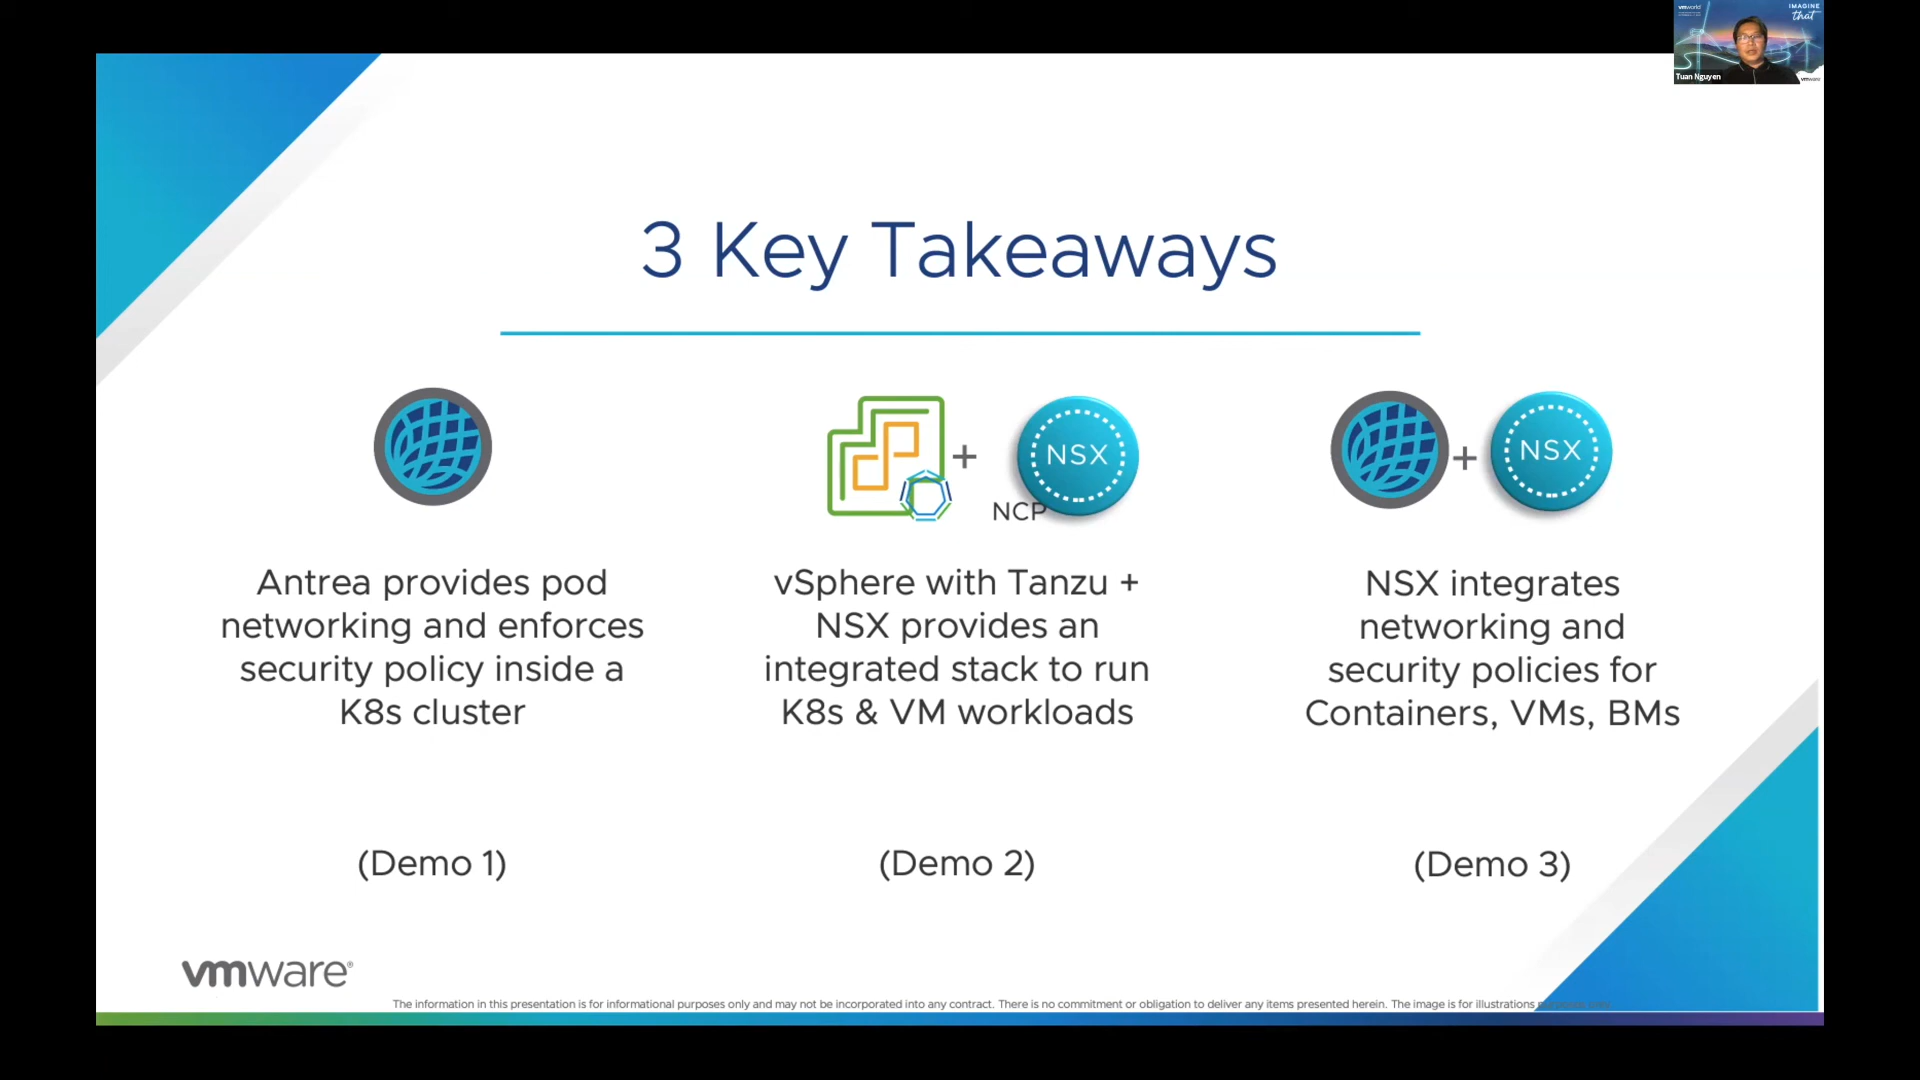 vmworld
IMAGINE
that
Tuan Nguyen
vmware
3 Key Takeaways
+
NSX
NCP
+
NSX
Antrea provides pod
networking and enforces
security policy inside a
K8s cluster
vSphere with Tanzu +
NSX provides an
integrated stack to run
K8s & VM workloads
NSX integrates
networking and
security policies for
Containers, VMs, BMs
(Demo 1)
(Demo 2)
(Demo 3)
vmware®
The information in this presentation is for informational purposes only and may not be incorporated into any contract. There is no commitment or obligation to deliver any items presented herein. The image is for illustrations purposes only.